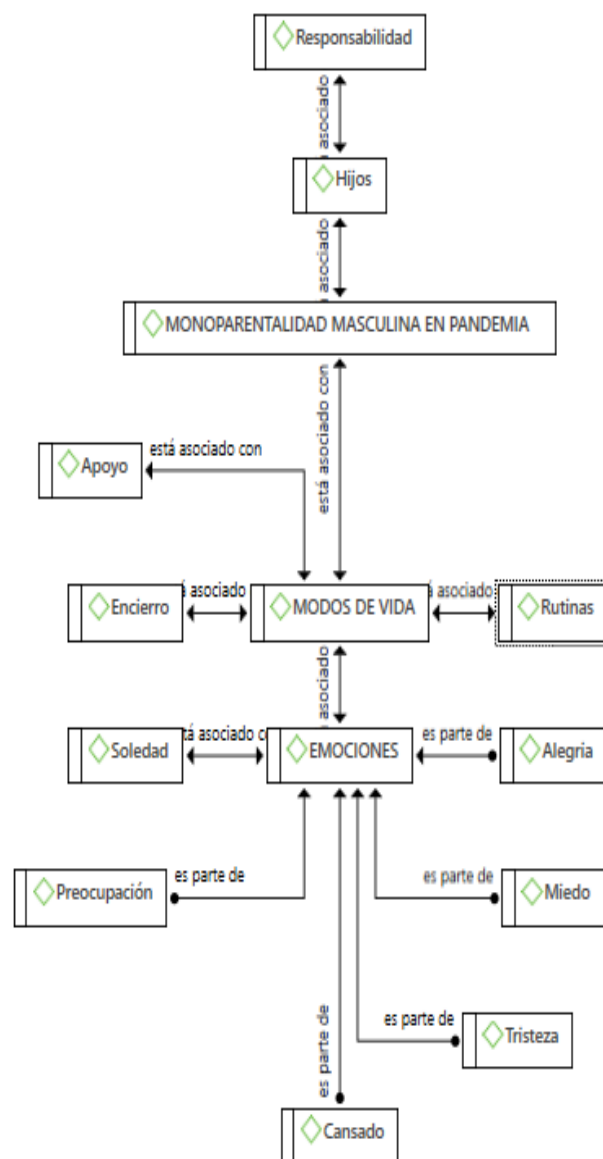 Responsabilidad
asociado
Hijos
asociado
MONOPARENTALIDAD MASCULINA EN PANDEMIA
está asociado con
Apoyo
está asociado con
Encierro
asociado
MODOS DE VIDA
asociado
Rutinas
asociado
Soledad
asociado
EMOCIONES
es parte de
Alegria
Preocupación
es parte de
es parte de
Miedo
es parte de
es parte de
Tristeza
Cansado